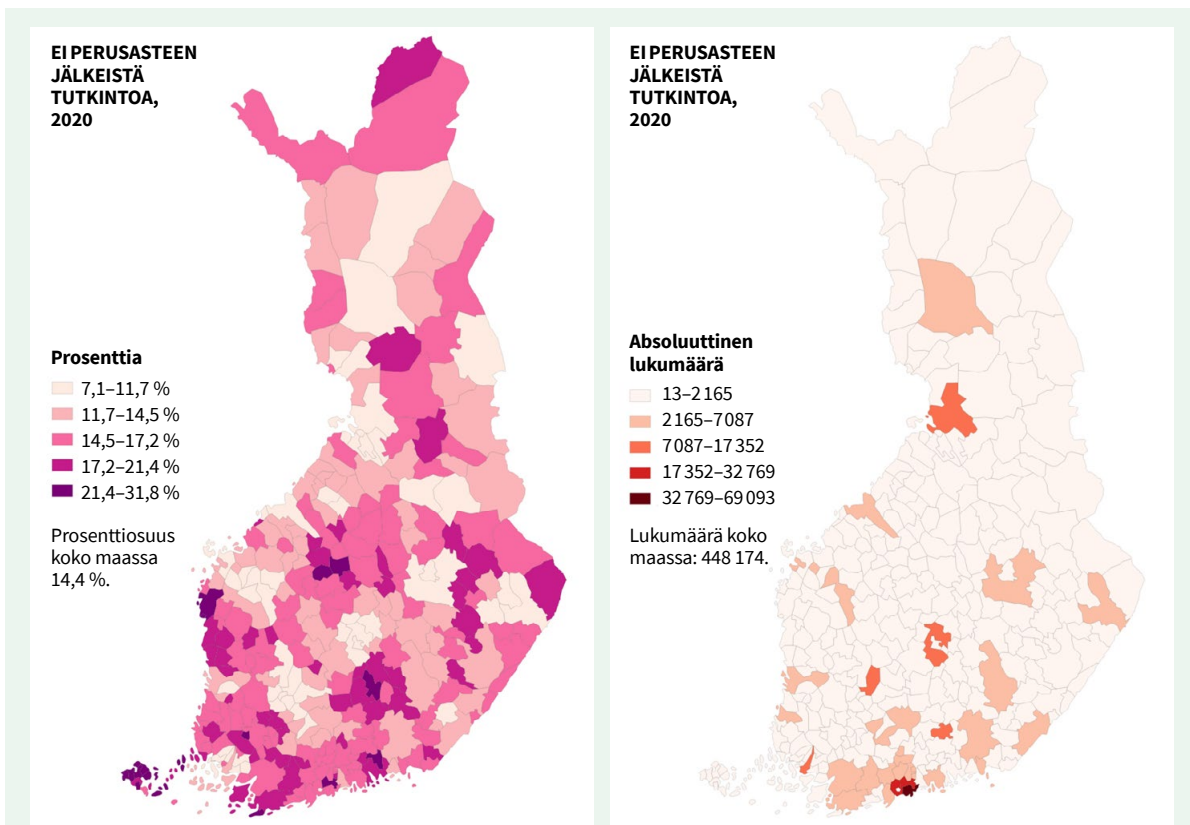 EI PERUSASTEEN
JÄLKEISTÄ
TUTKINTOA,
2020
Prosenttia
7,1–11,7 %
11,7–14,5 %
14,5–17,2 %
17,2–21,4 %
21,4–31,8 %
Prosenttiosuus
koko maassa
14,4 %.
EI PERUSASTEEN
JÄLKEISTÄ
TUTKINTOA,
2020
Absoluuttinen
lukumäärä
13–2 165
2 165–7 087
7 087–17 352
17 352–32 769
32 769–69 093
Lukumäärä koko
maassa: 448 174.